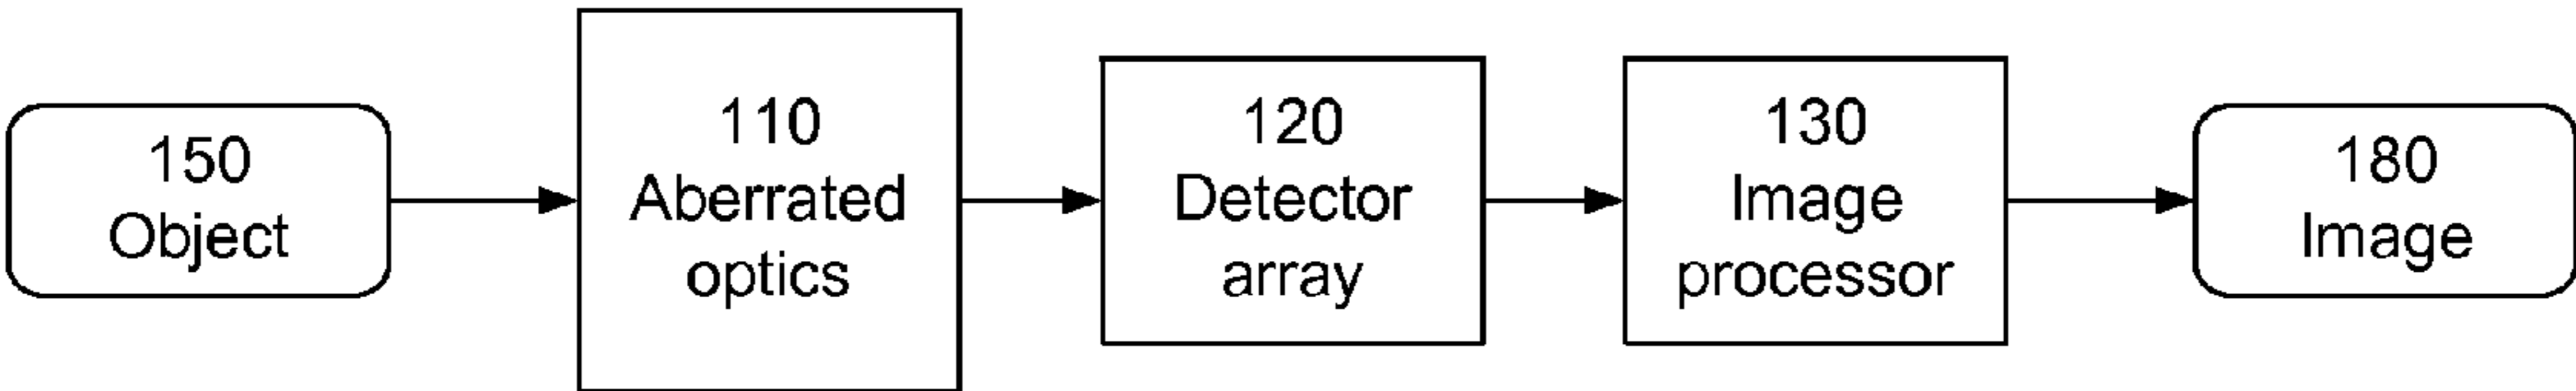 150
Object
110
Aberrated
optics
120
Detector
array
130
Image
processor
180
Image